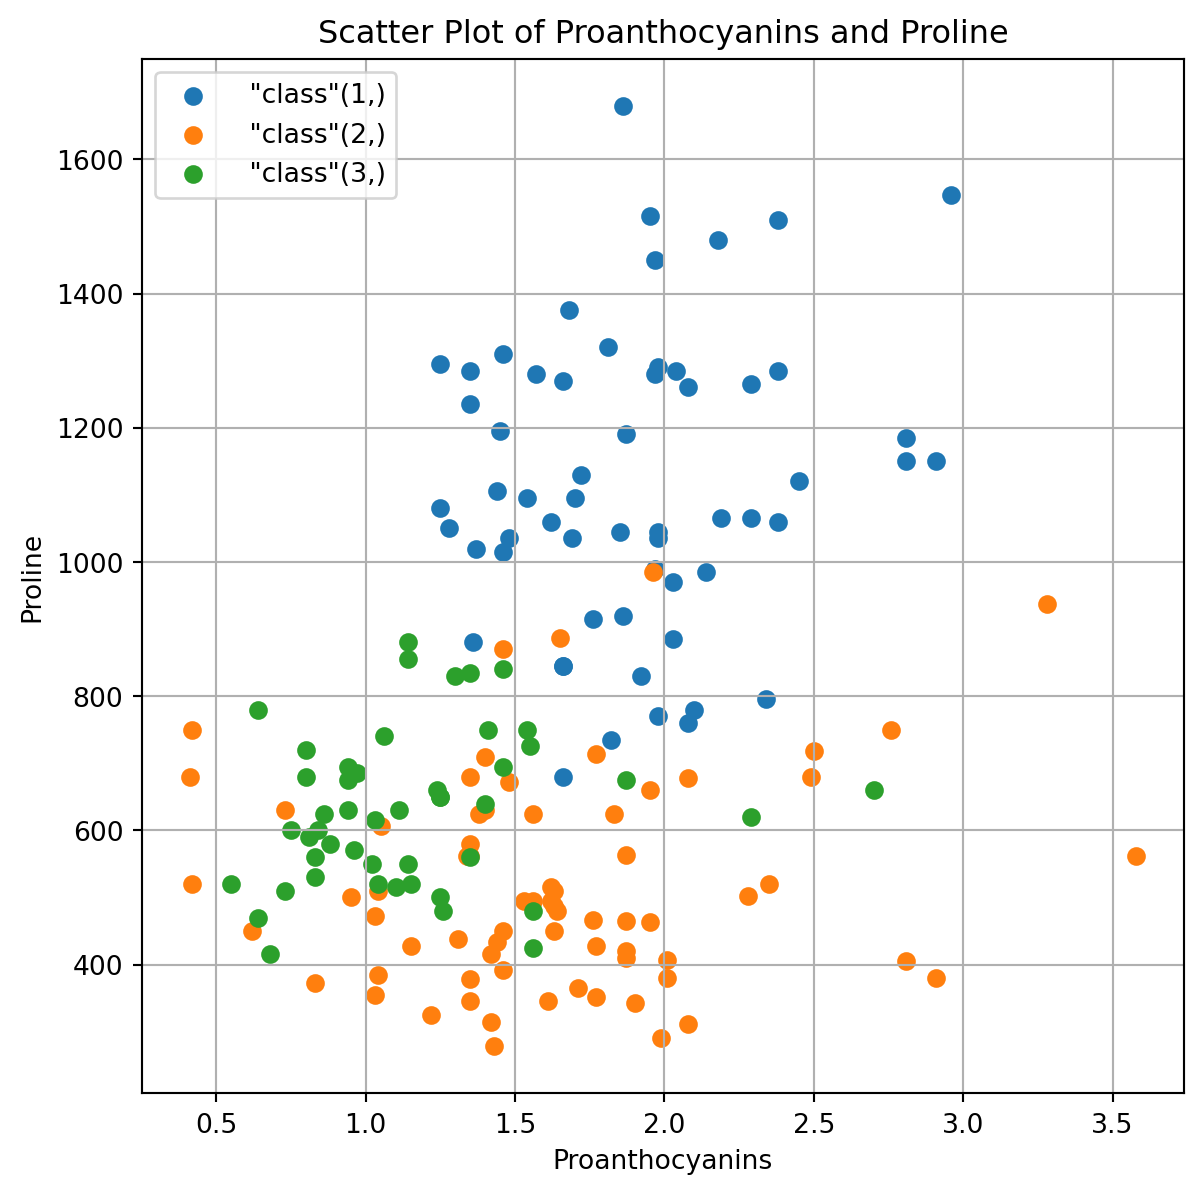 Scatter Plot of Proanthocyanins and Proline
"class"(1,)
"class"(2,)
"class"(3,)
1600
1400
1200
1000
800
600
400
Proline
0.5 1.0 1.5 2.0 2.5 3.0 3.5
Proanthocyanins